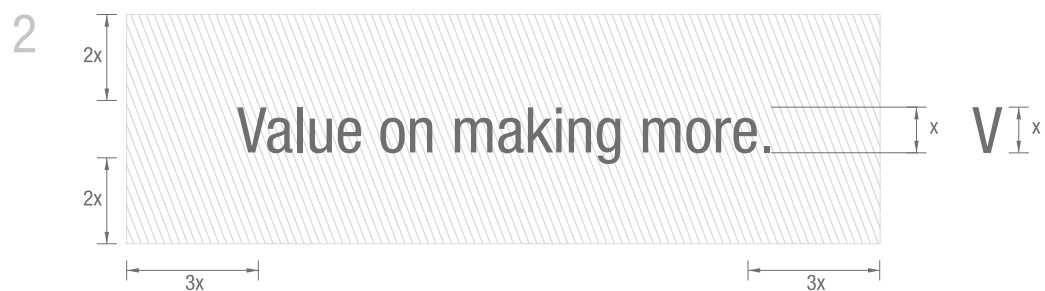 2
2x
Value on making more.
x
V
x
2x
3x
3x